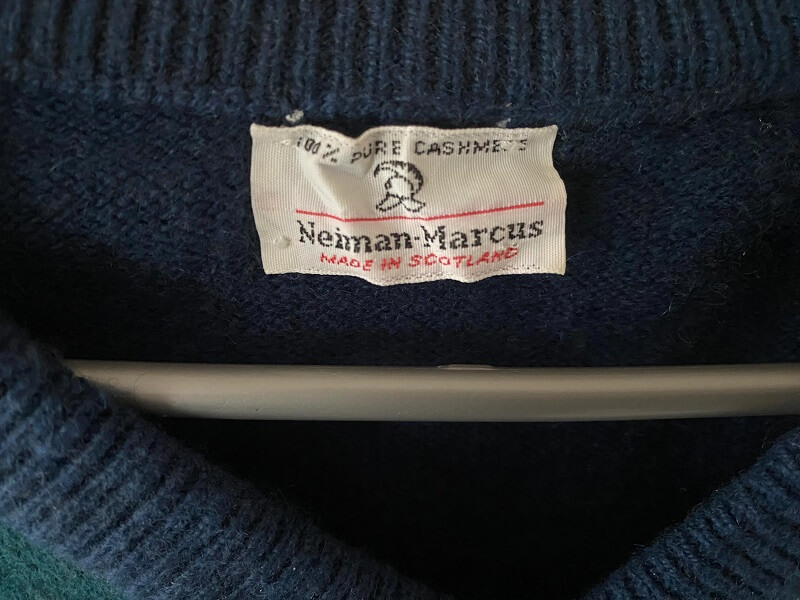 100% PURE CASHMERE
Neiman-Marcus
MADE IN SCOTLAND